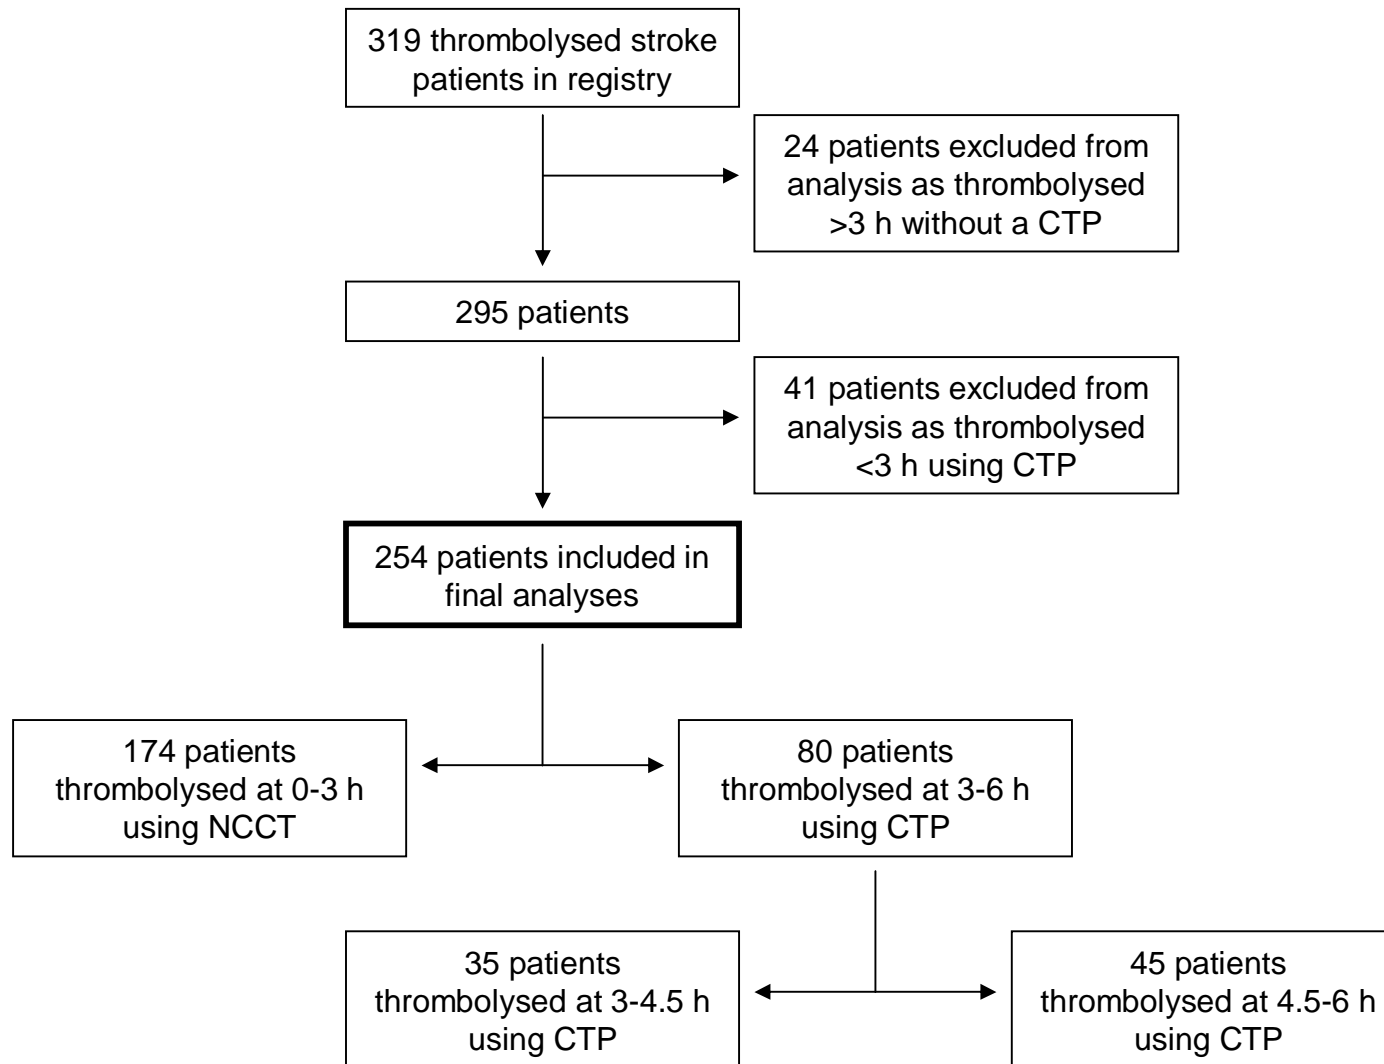 319 thrombolysed stroke
patients in registry
24 patients excluded from
analysis as thrombolysed
>3 h without a CTP
295 patients
41 patients excluded from
analysis as thrombolysed
<3 h using CTP
254 patients included in
final analyses
174 patients
thrombolysed at 0-3 h
using NCCT
80 patients
thrombolysed at 3-6 h
using CTP
35 patients
thrombolysed at 3-4.5 h
using CTP
45 patients
thrombolysed at 4.5-6 h
using CTP